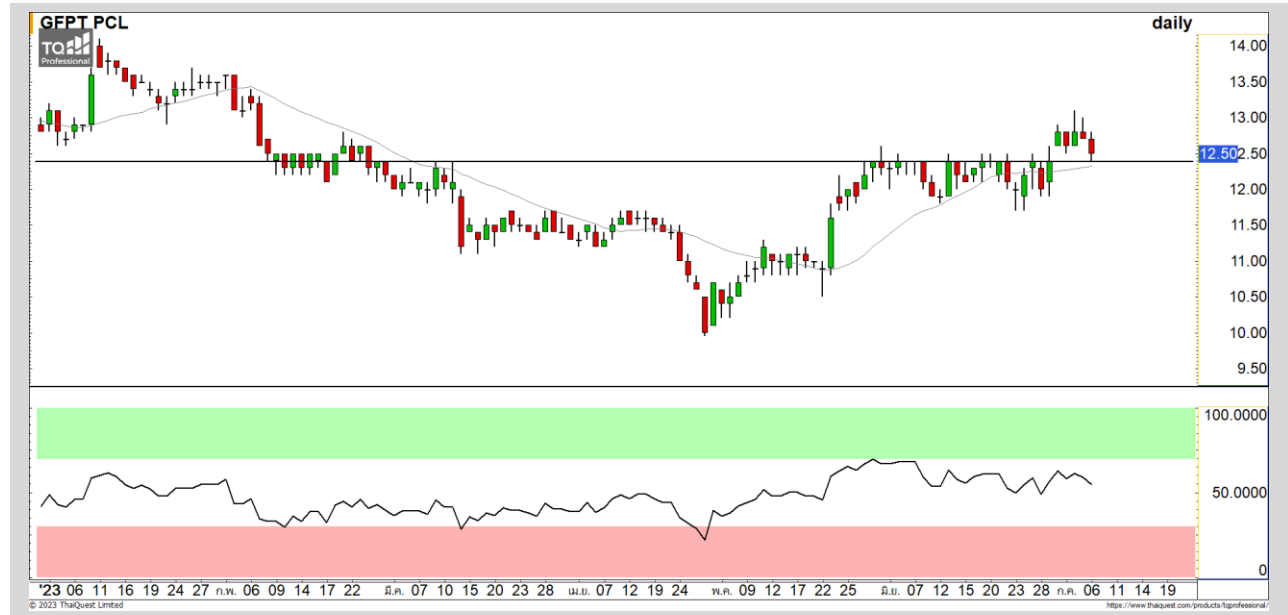 GFPT PCL
daily
TQ
Professional
14.00
13.50
13.00
12.50 2.50
12.00
11.50
11.00
10.50
10.00
9.50
100.0000
50.0000
0
'23 06 11 16 19 24 27 ก.พ. 06 09 14 17 22 มี.ค. 07 10 15 20 23 28 เม.ย. 07 12 19 24 พ.ค. 09 12 17 22 25 มิ.ย. 07 12 15 20 23 28 ก.ค. 06 11 14 19
© 2023 ThaiQuest Limited
https://www.thaiquest.com/products/tqprofessional/